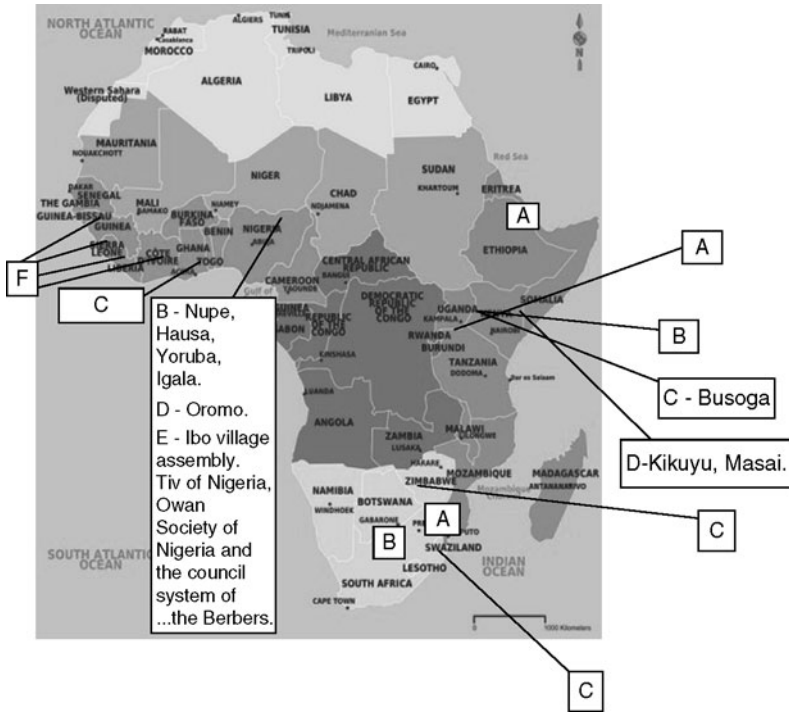 NORTH ATLANTIC
OCEAN
ALGIERS
TUNIS
TUNISIA
Mediterranean Sea
RABAT
Casablanca
MOROCCO
TRIPOLI
CAIRO
ALGERIA
LIBYA
EGYPT
Western Sahara
(Disputed)
MAURITANIA
NOUAKCHOTT
NIGER
CHAD
SUDAN
Red Sea
KHARTOUM
ERITREA
A
DAKAR
SENEGAL
THE GAMBIA
GUINEA-BISSAU
MALI
BAMAKO
NIAMEY
BURKINA
FASO
NDJAMENA
GUINEA
BENIN
NIGERIA
ABUJA
ETHIOPIA
SIERRA
LEONE
CÔTE
D'IVOIRE
GHANA
TOGO
LIBERIA
ACCRA
F
C
CENTRAL AFRICAN
REPUBLIC
BANGUI
CAMEROON
YAOUNDE
Gulf of
SOMALIA
UGANDA
KAMPALA
NAIROBI
A
B
C - Busoga
D-Kikuyu, Masai.
REPUBLIC
OF THE
CONGO
DEMOCRATIC
REPUBLIC
OF THE
CONGO
RWANDA
BURUNDI
KINSHASA
TANZANIA
DODOMA
Dar es Salaam
B - Nupe,
Hausa,
Yoruba,
Igala.
D - Oromo.
E - Ibo village
assembly.
Tiv of Nigeria,
Owan
Society of
Nigeria and
the council
system of
...the Berbers.
LUANDA
ANGOLA
ZAMBIA
LUSAKA
MALAWI
HARARE
ZIMBABWE
MOZAMBIQUE
MADAGASCAR
ANTANANARIVO
NAMIBIA
WINDHOEK
BOTSWANA
GABARONE
A
B
C
SWAZILAND
LESOTHO
SOUTH AFRICA
CAPE TOWN
SOUTH ATLANTIC
OCEAN
INDIAN
OCEAN
0
1000 Kilometers
C